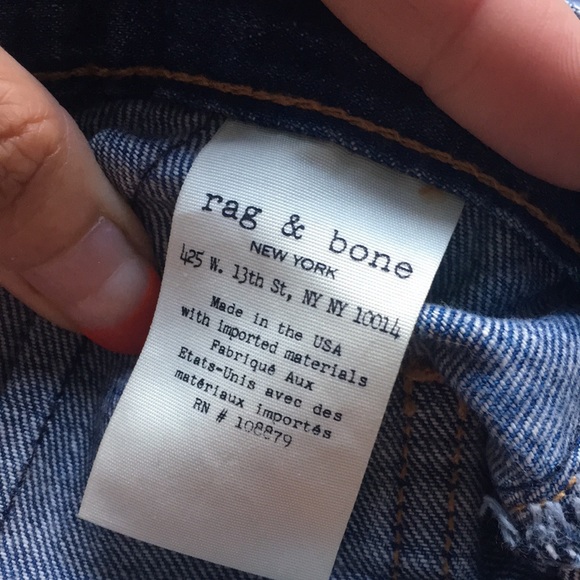 rag & bone
NEW YORK
425 W. 13th St, NY NY 10014
Made in the USA
with imported materials
Fabriqué Aux
Etats-Unis avec des
matériaux importés
RN # 108879